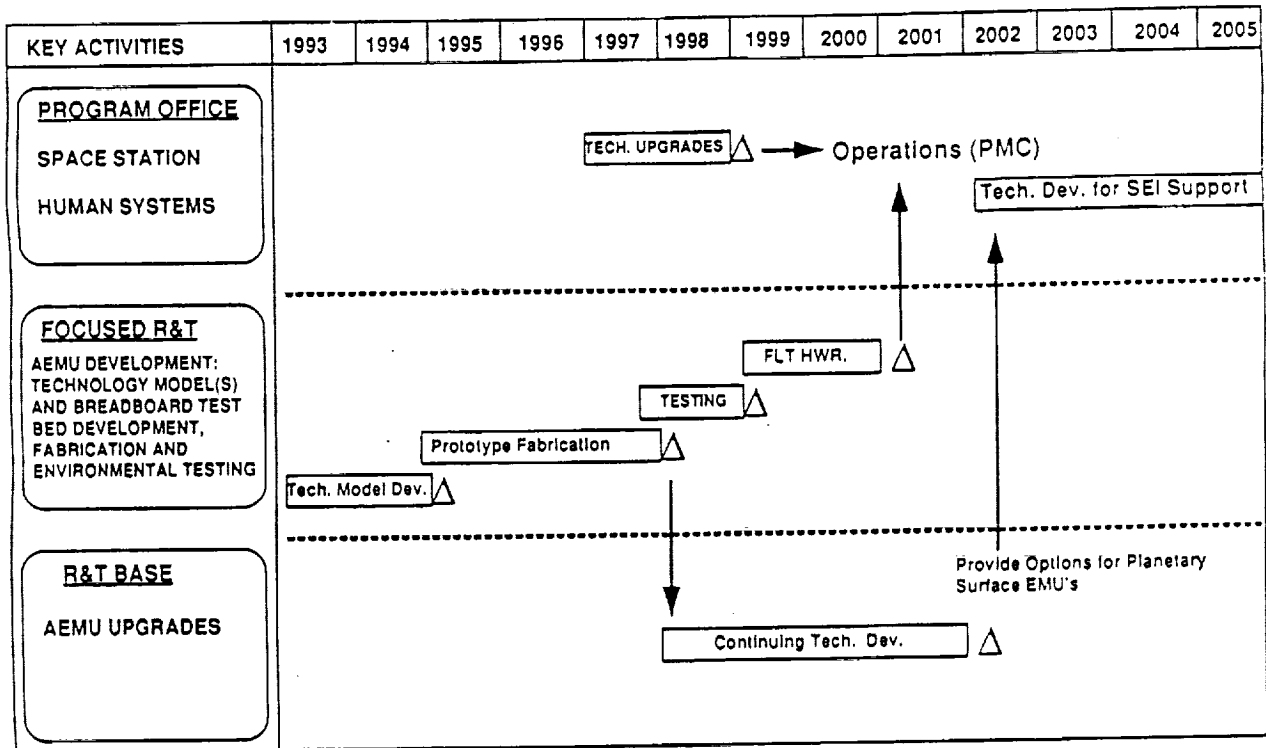 KEY ACTIVITIES 1993 1994 1995 1996 1997 1998 1999 2000 2001 2002 2003 2004 2005
PROGRAM OFFICE
SPACE STATION
HUMAN SYSTEMS
TECH. UPGRADES
Operations (PMC)
Tech. Dev. for SEI Support
FOCUSED R&T
AEMU DEVELOPMENT:
TECHNOLOGY MODEL(S)
AND BREADBOARD TEST
BED DEVELOPMENT,
FABRICATION AND
ENVIRONMENTAL TESTING
FLT HWR.
TESTING
Prototype Fabrication
Tech. Model Dev.
R&T BASE
AEMU UPGRADES
Provide Options for Planetary
Surface EMU's
Continuing Tech. Dev.